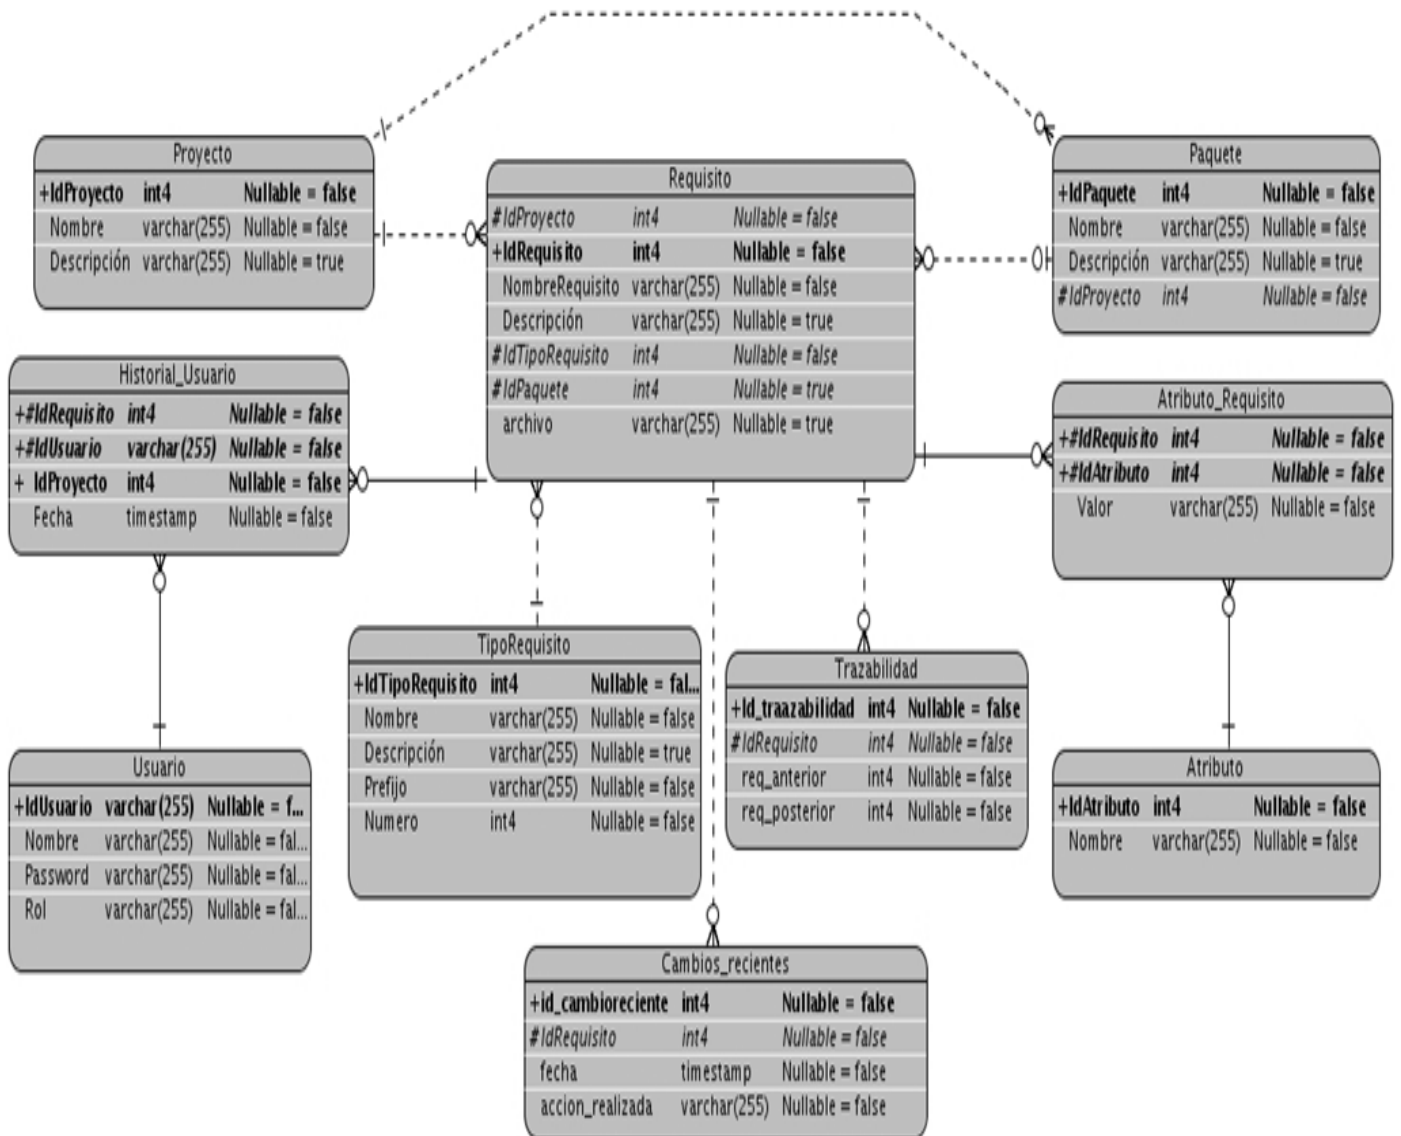 Proyecto
+IdProyecto int4 Nullable = false
Nombre varchar(255) Nullable = false
Descripción varchar(255) Nullable = true
Requisito
#IdProyecto int4 Nullable = false
+IdRequisito int4 Nullable = false
NombreRequisito varchar(255) Nullable = false
Descripción varchar(255) Nullable = true
#IdTipoRequisito int4 Nullable = false
#IdPaquete int4 Nullable = true
archivo varchar(255) Nullable = true
Paquete
+IdPaquete int4 Nullable = false
Nombre varchar(255) Nullable = false
Descripción varchar(255) Nullable = true
#IdProyecto int4 Nullable = false
Historial_Usuario
+#IdRequisito int4 Nullable = false
+#IdUsuario varchar(255) Nullable = false
+ IdProyecto int4 Nullable = false
Fecha timestamp Nullable = false
Atributo_Requisito
+#IdRequisito int4 Nullable = false
+#IdAtributo int4 Nullable = false
Valor varchar(255) Nullable = false
TipoRequisito
+IdTipoRequisito int4 Nullable = fal...
Nombre varchar(255) Nullable = false
Descripción varchar(255) Nullable = true
Prefijo varchar(255) Nullable = false
Numero int4 Nullable = false
Trazabilidad
+Id_traazabilidad int4 Nullable = false
#IdRequisito int4 Nullable = false
req_anterior int4 Nullable = false
req_posterior int4 Nullable = false
Usuario
+IdUsuario varchar(255) Nullable = f...
Nombre varchar(255) Nullable = fal...
Password varchar(255) Nullable = fal...
Rol varchar(255) Nullable = fal...
Atributo
+IdAtributo int4 Nullable = false
Nombre varchar(255) Nullable = false
Cambios_recientes
+id_cambioreciente int4 Nullable = false
#IdRequisito int4 Nullable = false
fecha timestamp Nullable = false
accion_realizada varchar(255) Nullable = false